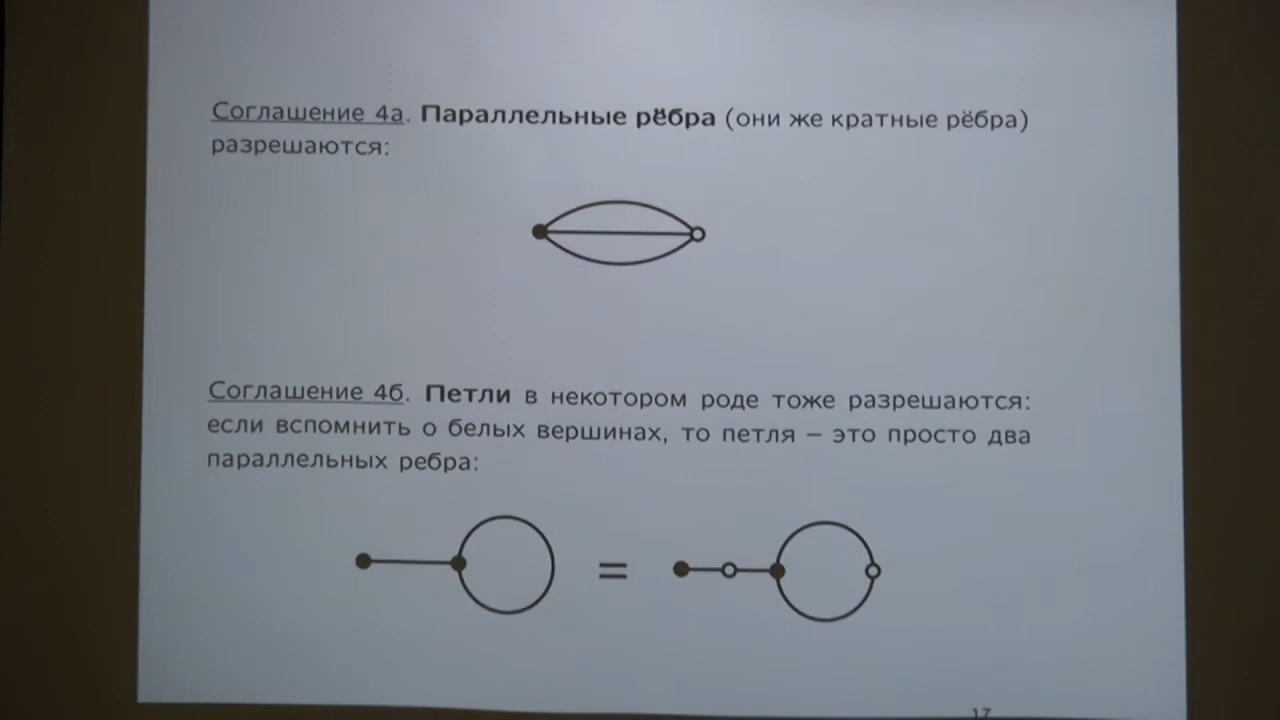 Соглашение 4а. Параллельные рёбра (они же кратные рёбра)
разрешаются:
Соглашение 4б. Петли в некотором роде тоже разрешаются:
если вспомнить о белых вершинах, то петля – это просто два
параллельных ребра:
=
17